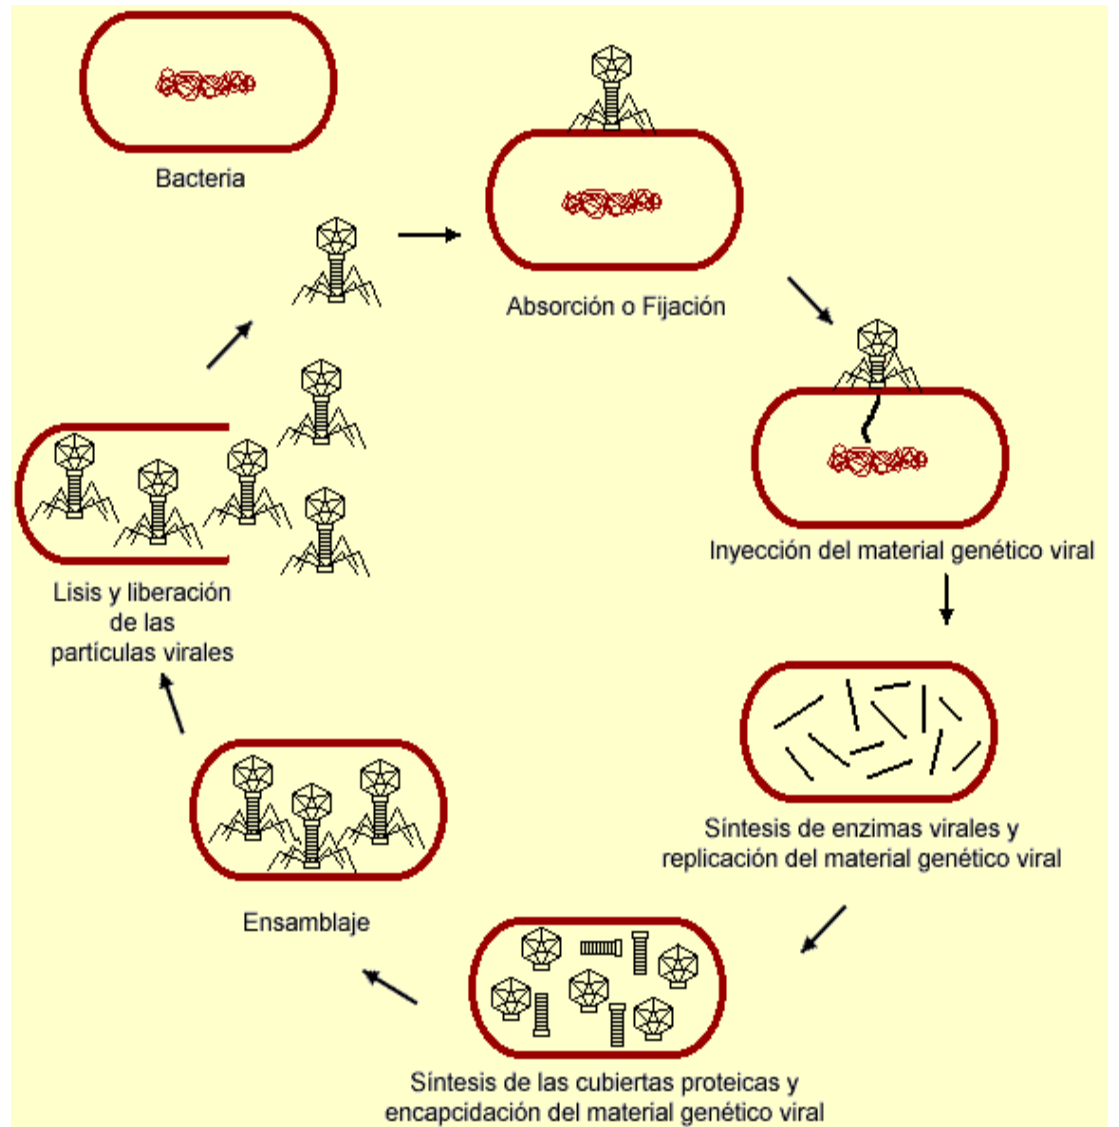 Bacteria
Absorción o Fijación
Inyección del material genético viral
Síntesis de enzimas virales y
replicación del material genético viral
Síntesis de las cubiertas proteicas y
encapcidación del material genético viral
Ensamblaje
Lisis y liberación
de las
partículas virales